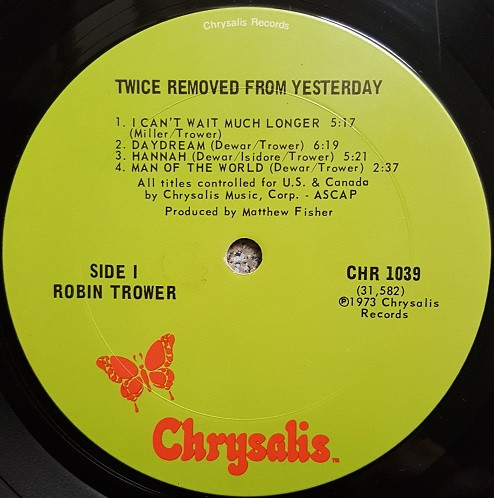 Chrysalis Records
TWICE REMOVED FROM YESTERDAY
1. I CAN'T WAIT MUCH LONGER 5:17
(Miller/Trower)
2. DAYDREAM (Dewar/Trower) 6:19
3. HANNAH (Dewar/Isidore/Trower) 5:21
4. MAN OF THE WORLD (Dewar/Trower) 2:37
All titles controlled for U.S. & Canada
by Chrysalis Music, Corp. - ASCAP
Produced by Matthew Fisher
SIDE I
ROBIN TROWER
CHR 1039
(31,582)
℗1973 Chrysalis
Records
Chrysalis TM